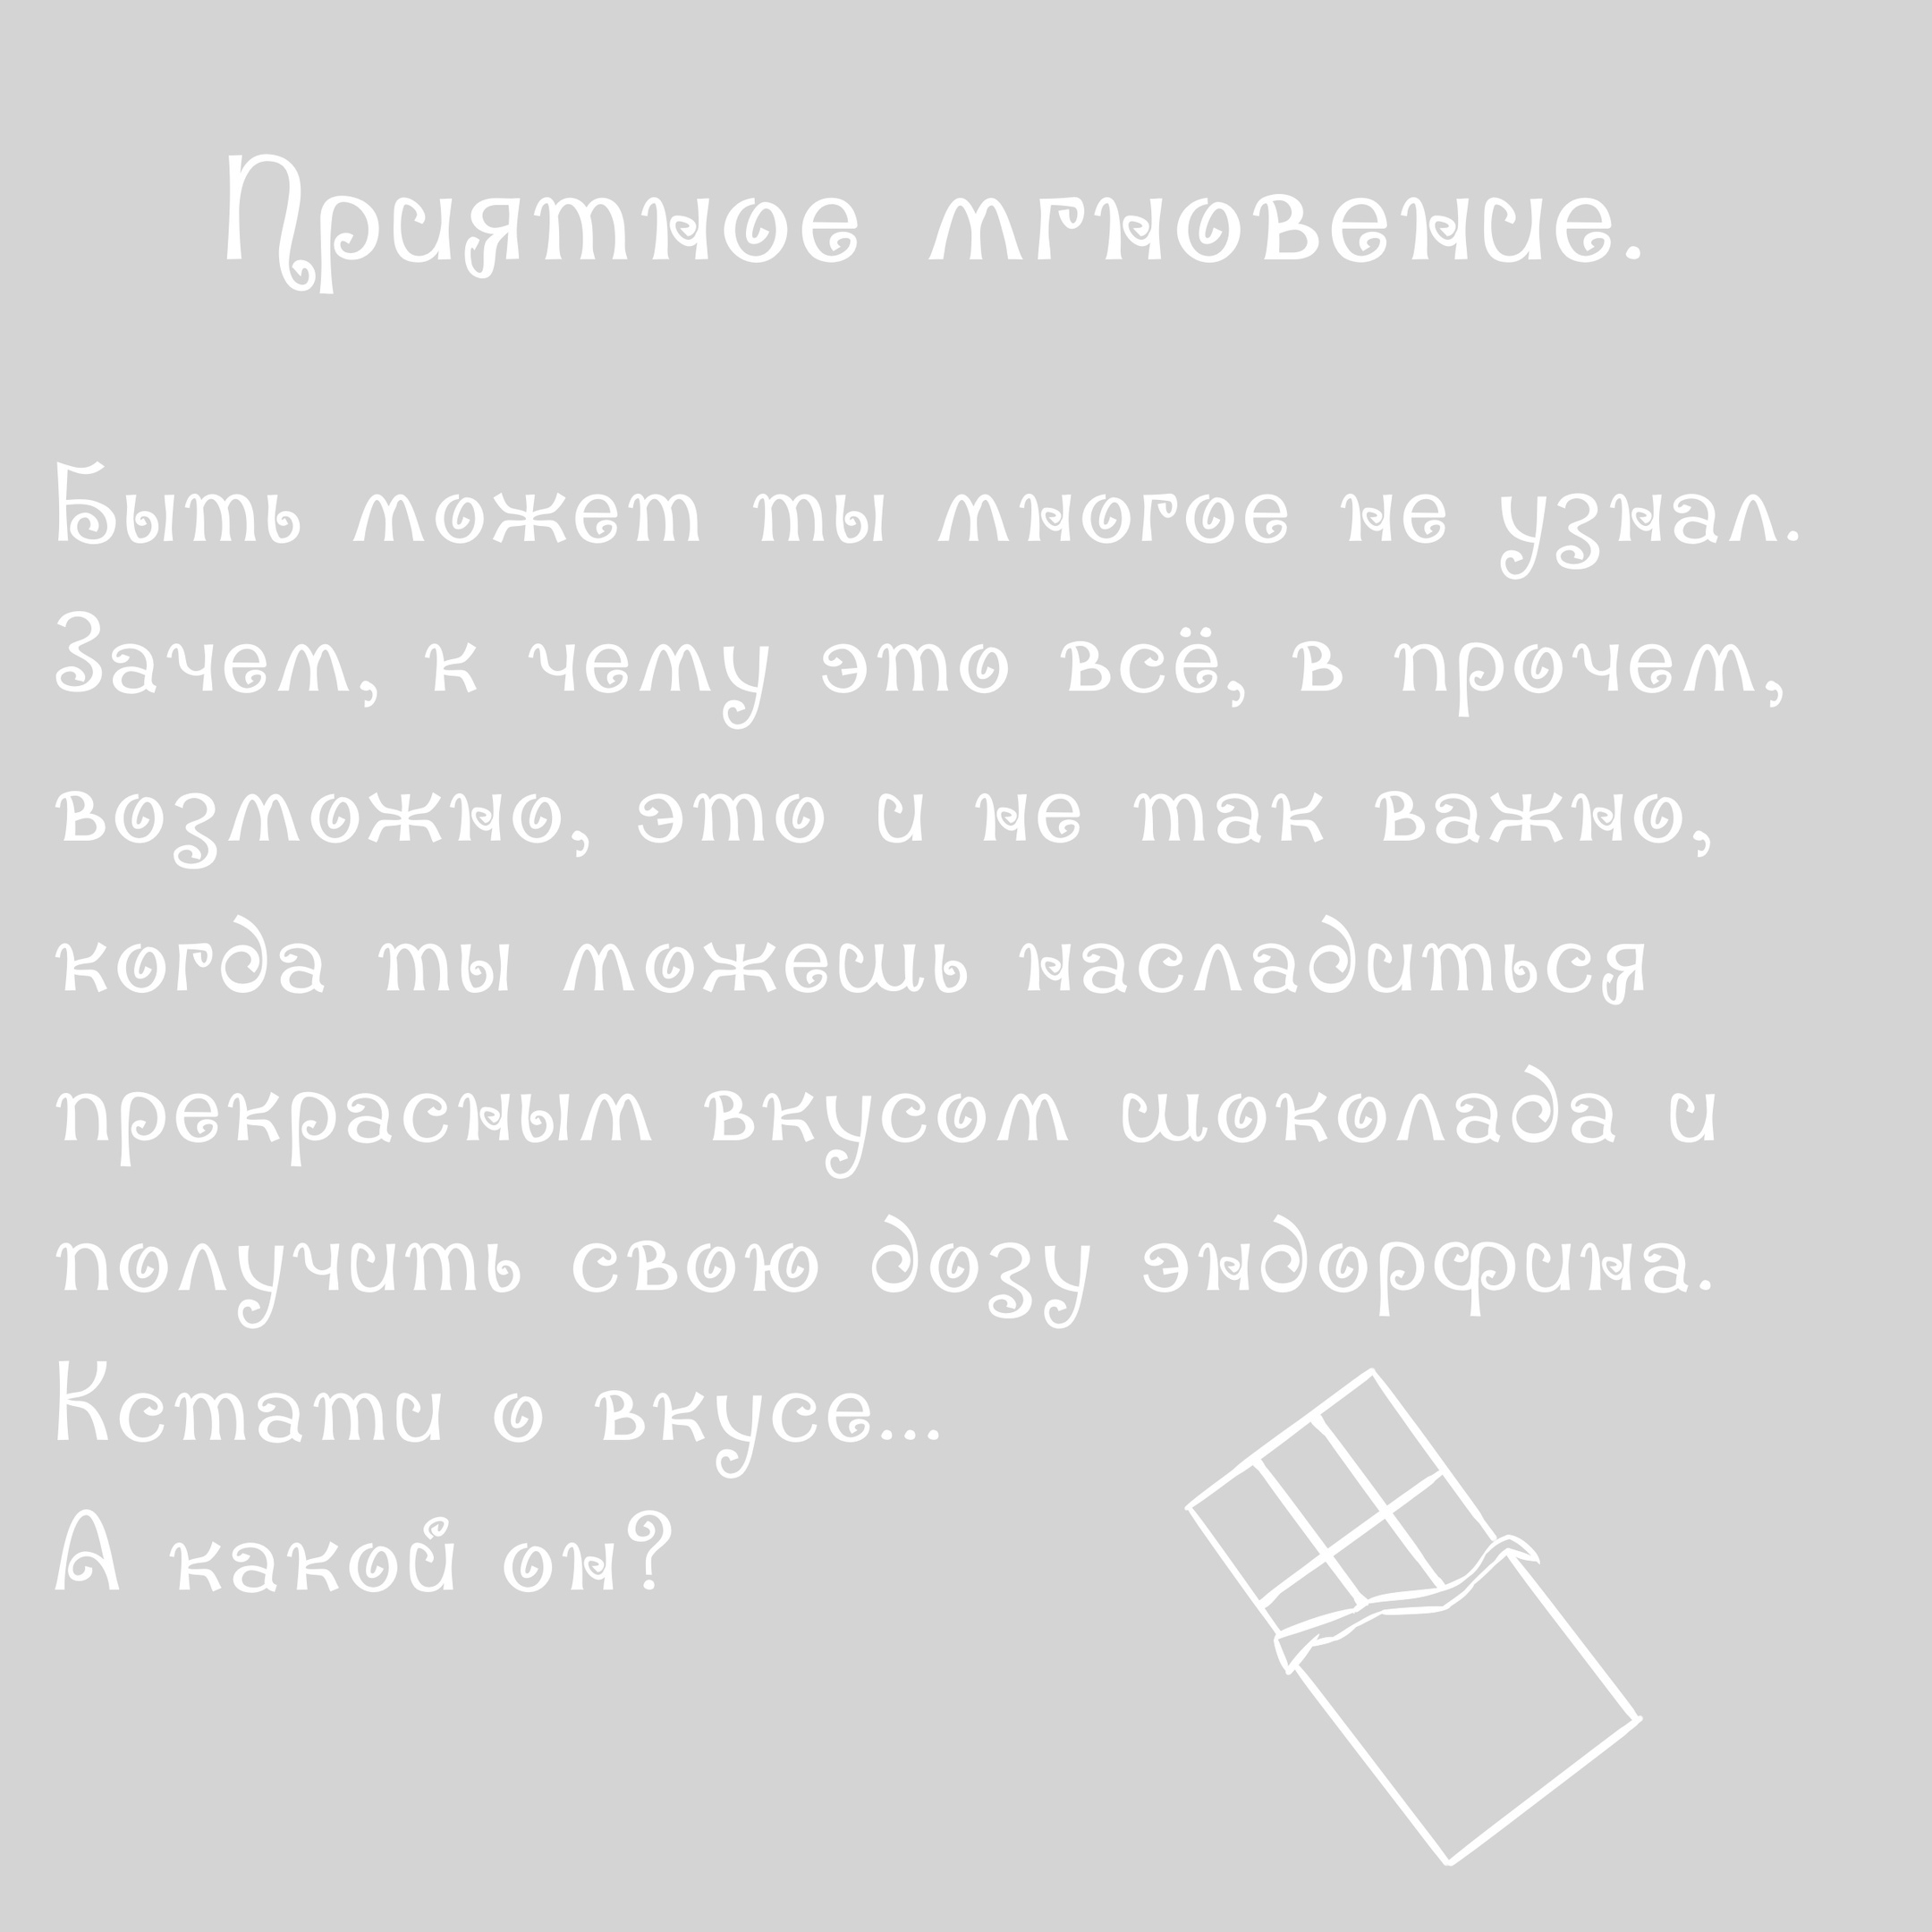 Приятное мгновение.
Быть может ты многое не узнал.
Зачем, к чему это всё, в прочем,
возможно, это и не так важно,
когда ты можешь насладиться
прекрасным вкусом шоколада и
получить свою дозу эндорфина.
Кстати о вкусе...
А какой он?